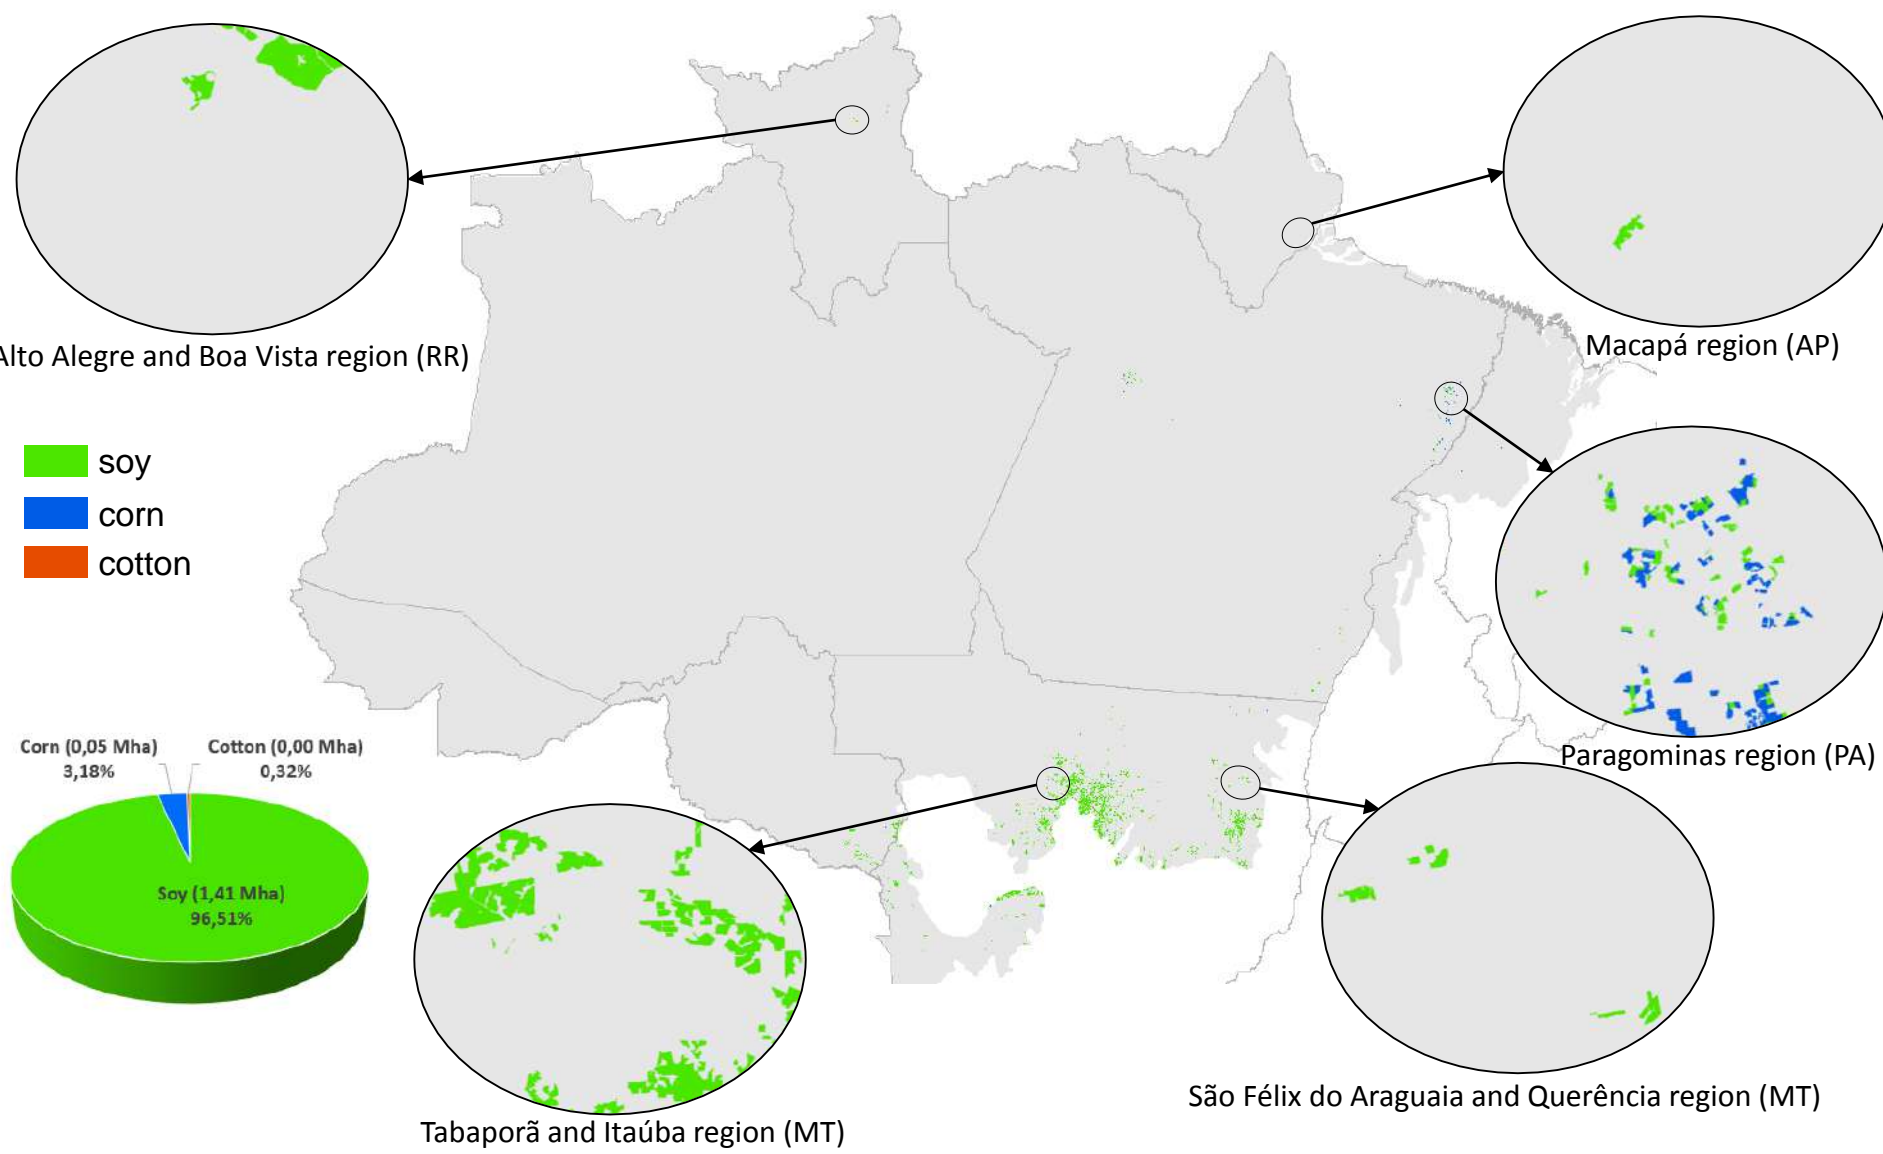 Alto Alegre and Boa Vista region (RR)
Macapá region (AP)
soy
corn
cotton
Paragominas region (PA)
Corn (0,05 Mha)
3,18%
Cotton (0,00 Mha)
0,32%
Soy (1,41 Mha)
96,51%
São Félix do Araguaia and Querência region (MT)
Tabaporã and Itaúba region (MT)